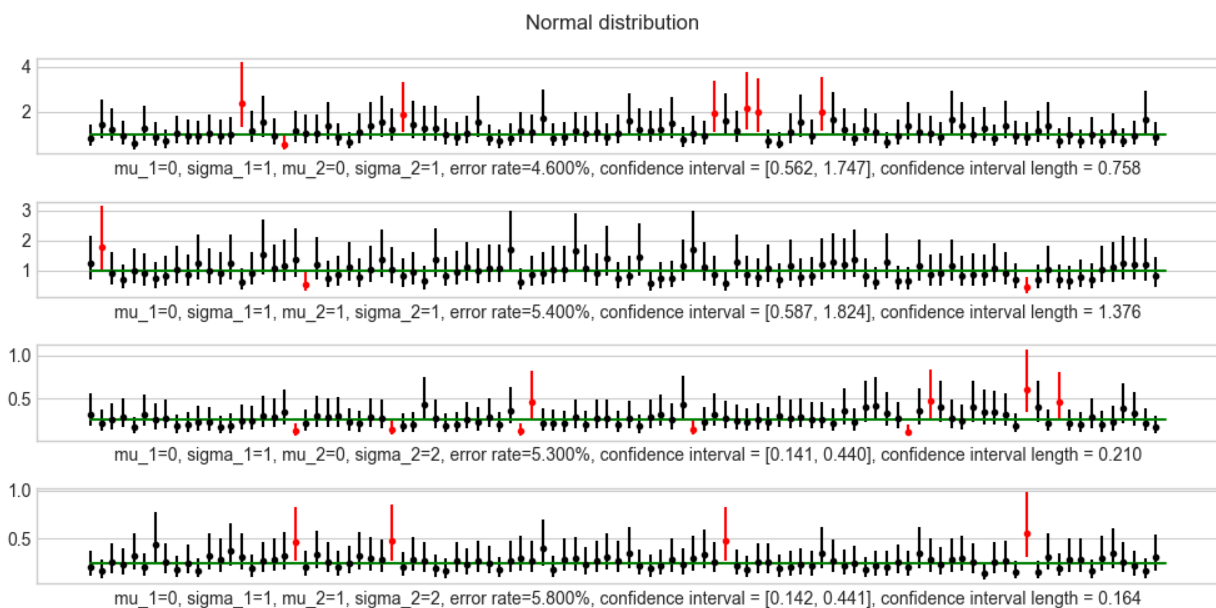 Normal distribution
4
2
mu_1=0, sigma_1=1, mu_2=0, sigma_2=1, error rate=4.600%, confidence interval = [0.562, 1.747], confidence interval length = 0.758
3
2
1
mu_1=0, sigma_1=1, mu_2=1, sigma_2=1, error rate=5.400%, confidence interval = [0.587, 1.824], confidence interval length = 1.376
1.0
0.5
mu_1=0, sigma_1=1, mu_2=0, sigma_2=2, error rate=5.300%, confidence interval = [0.141, 0.440], confidence interval length = 0.210
1.0
0.5
mu_1=0, sigma_1=1, mu_2=1, sigma_2=2, error rate=5.800%, confidence interval = [0.142, 0.441], confidence interval length = 0.164